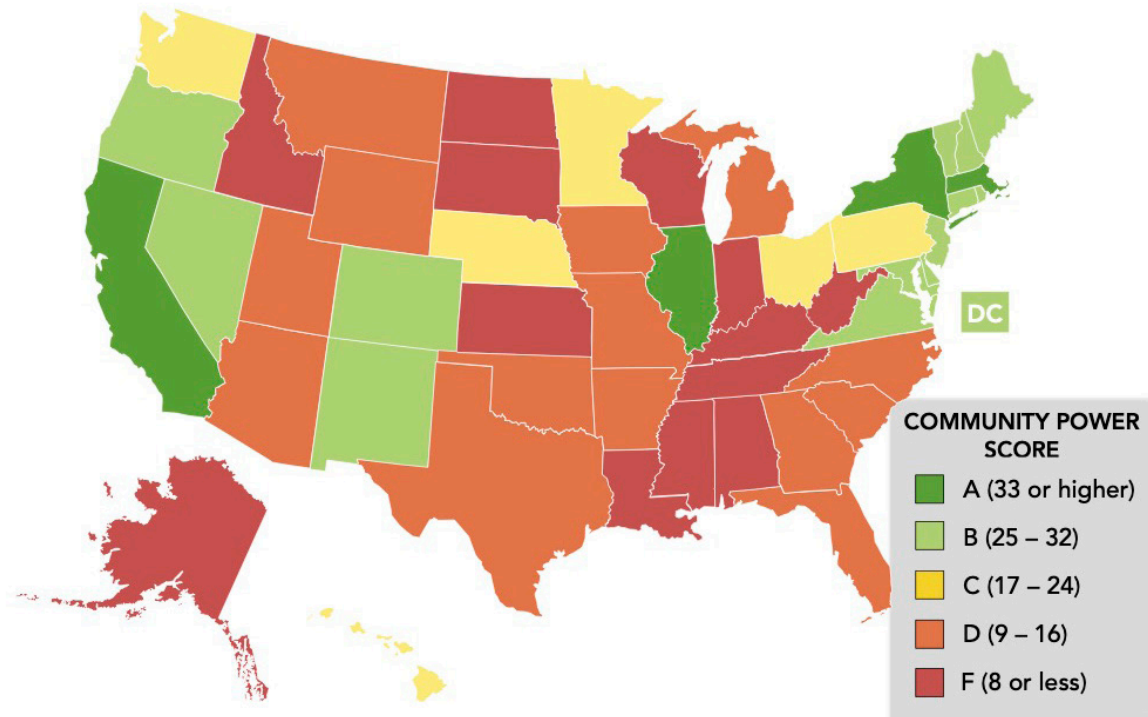 DC
COMMUNITY POWER
SCORE
A (33 or higher)
B (25 – 32)
C (17 – 24)
D (9 – 16)
F (8 or less)